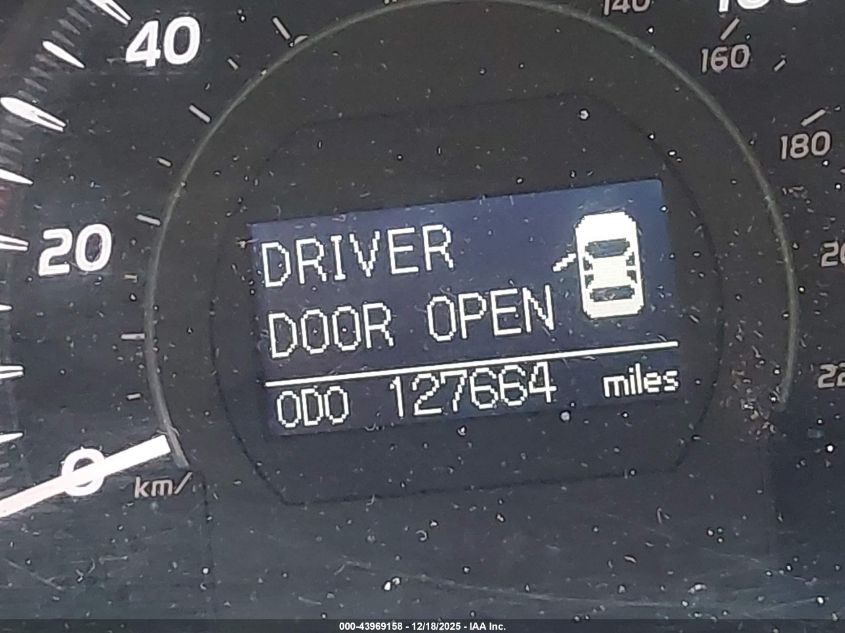 40
140
160
180
20
DRIVER
DOOR OPEN
ODO 127664 miles
0
km/
000-43969158 - 12/18/2025 - IAA Inc.